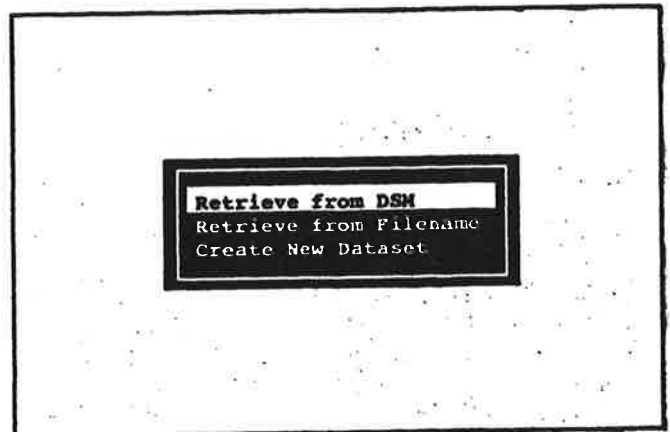 Retrieve from DSM
Retrieve from Filename
Create New Dataset